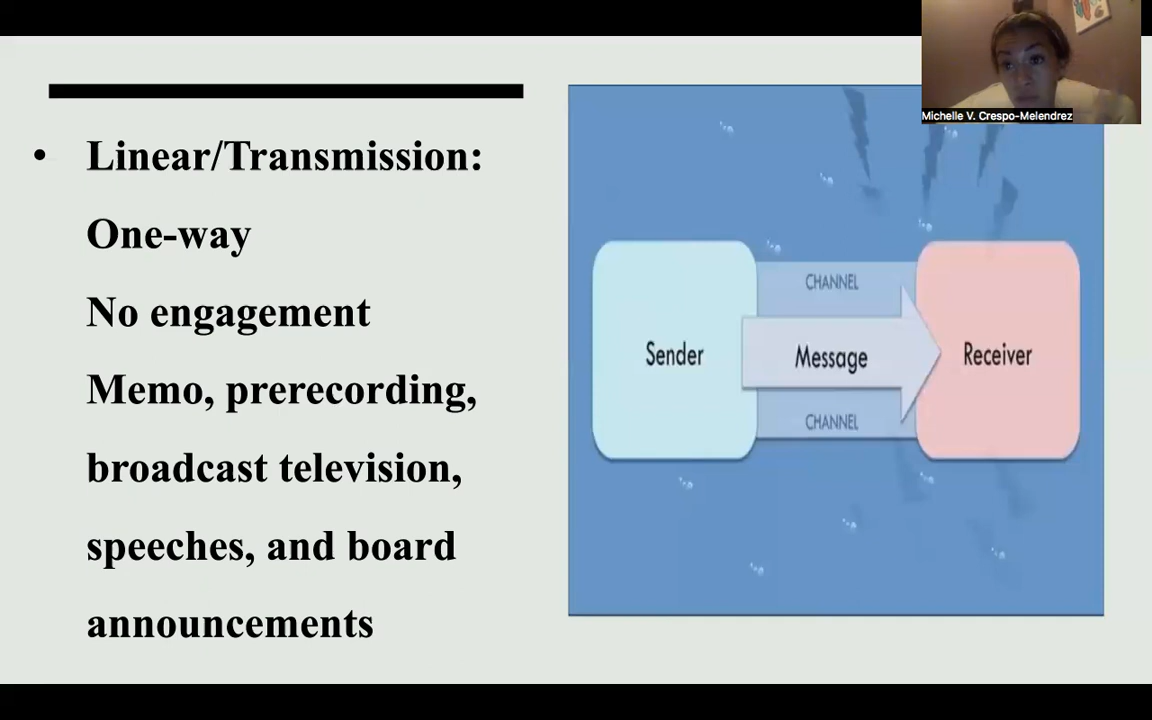 Michelle V. Crespo-Melendrez
• Linear/Transmission:
One-way
No engagement
Memo, prerecording,
broadcast television,
speeches, and board
announcements
CHANNEL
Sender
Message
Receiver
CHANNEL